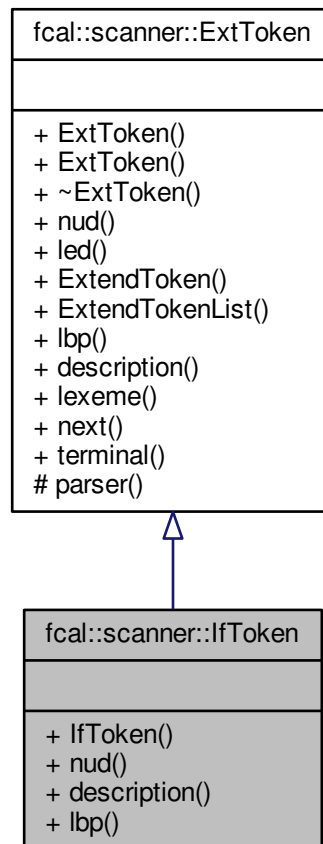 fcal::scanner::ExtToken
+ ExtToken()
+ ExtToken()
+ ~ExtToken()
+ nud()
+ led()
+ ExtendToken()
+ ExtendTokenList()
+ lbp()
+ description()
+ lexeme()
+ next()
+ terminal()
# parser()
fcal::scanner::IfToken
+ IfToken()
+ nud()
+ description()
+ lbp()